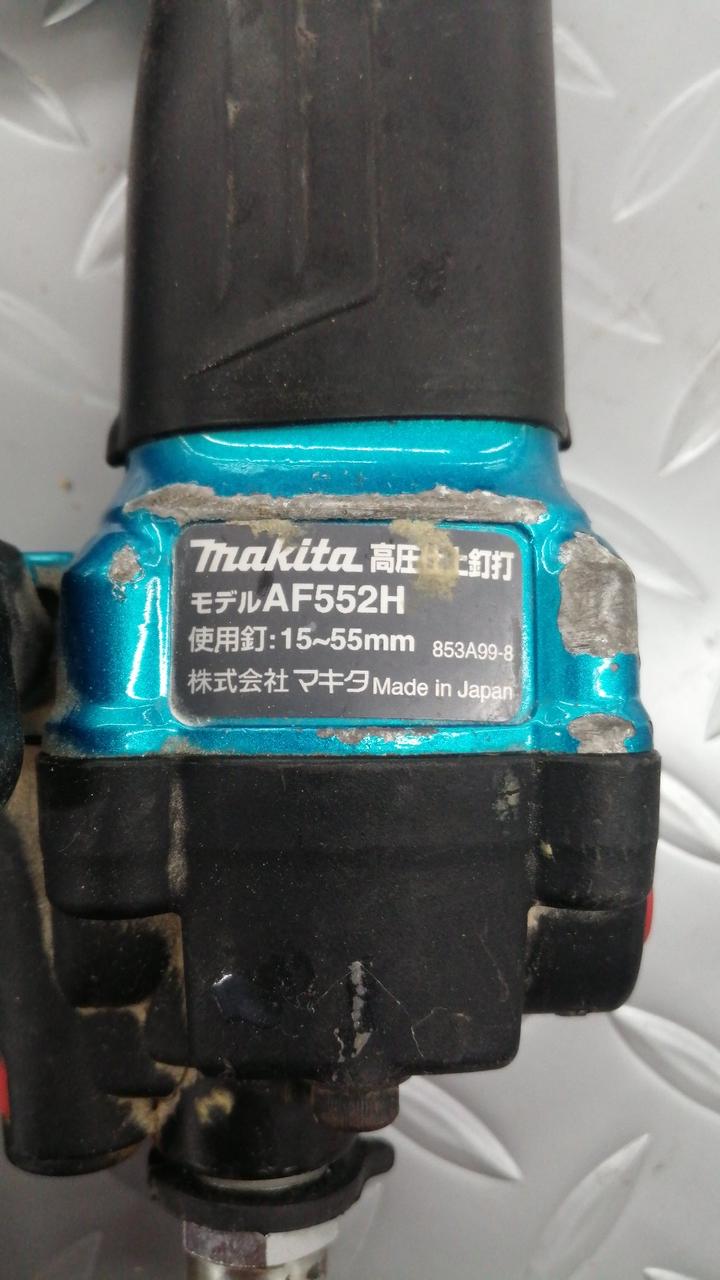 makita 高圧仕上釘打
モデルAF552H
使用釘:15~55mm 853A99-8
株式会社 マキタ Made in Japan